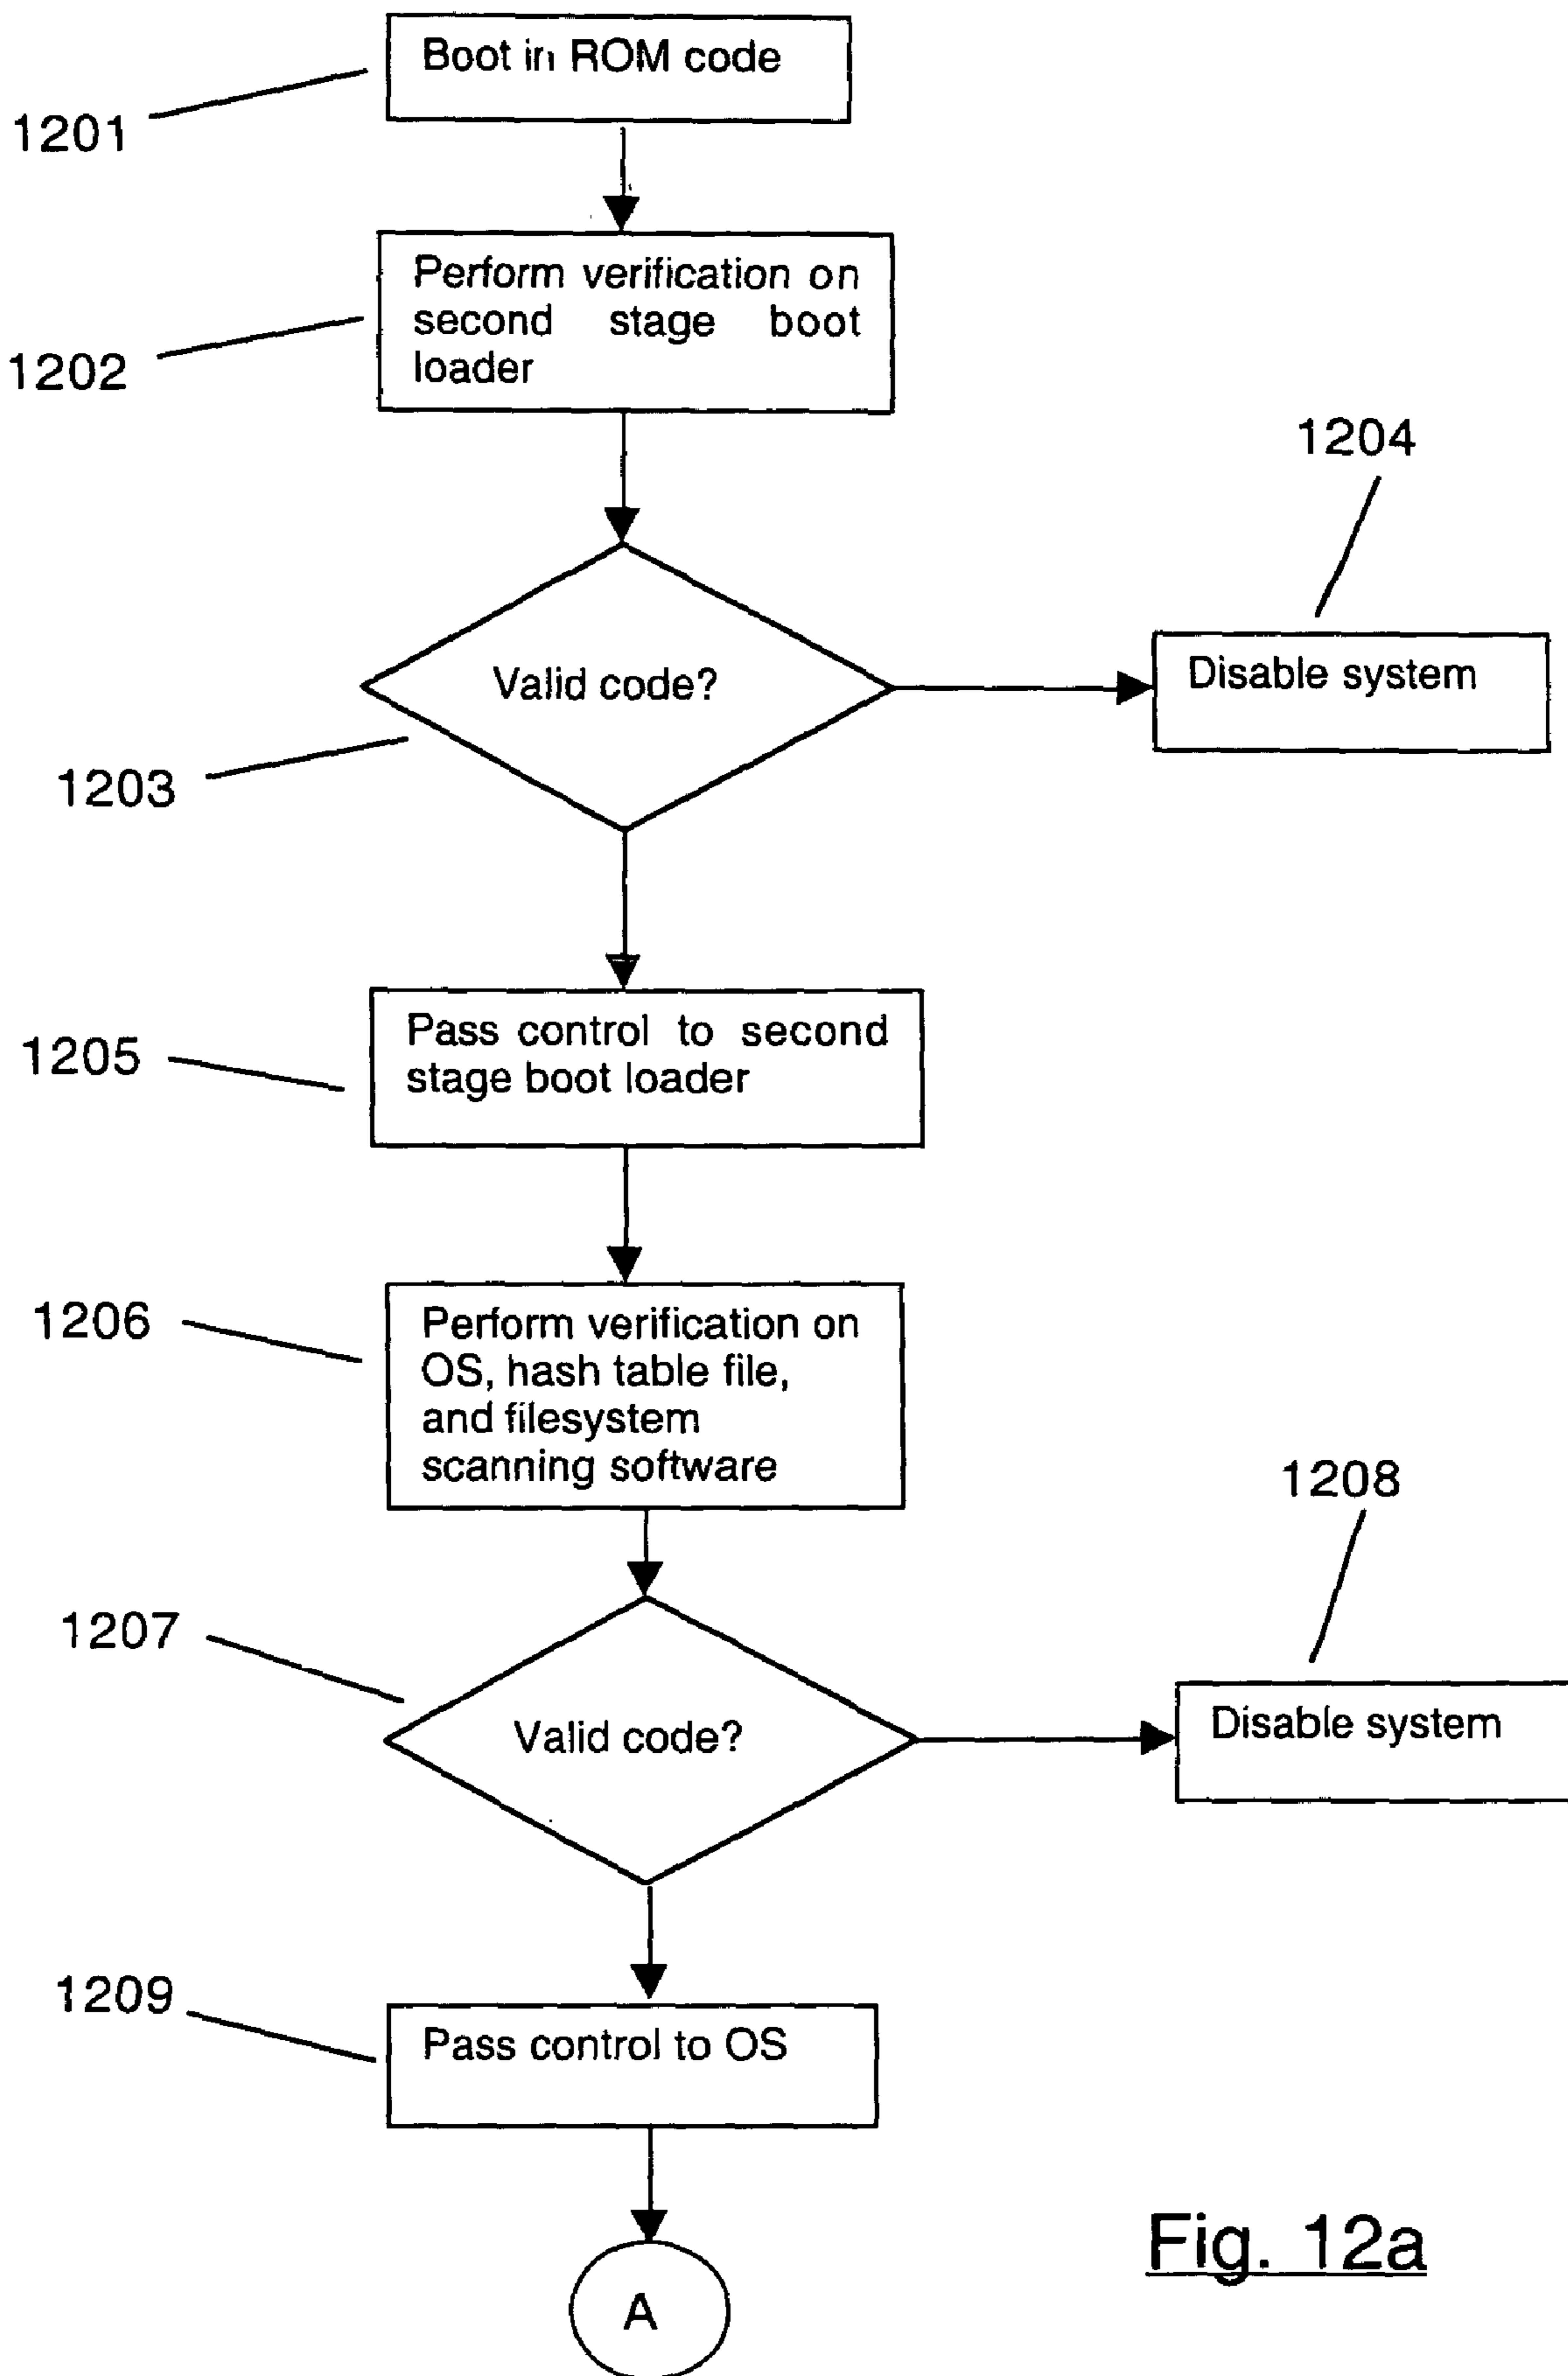 Boot in ROM code
1201
Perform verification on
second stage boot
loader
1202
1204
Valid code?
Disable system
1203
Pass control to second
stage boot loader
1205
Perform verification on
OS, hash table file,
and filesystem
scanning software
1206
1208
1207
Valid code?
Disable system
1209
Pass control to OS
A
Fig. 12a